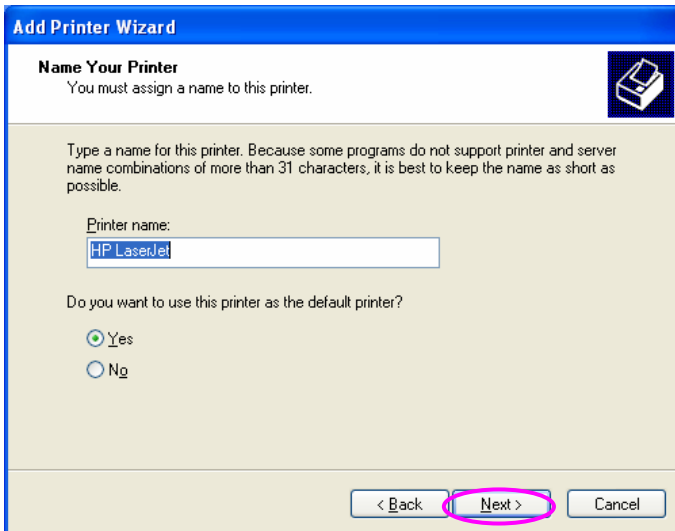 Add Printer Wizard
Name Your Printer
You must assign a name to this printer.
Type a name for this printer. Because some programs do not support printer and server
name combinations of more than 31 characters, it is best to keep the name as short as
possible.
Printer name:
HP LaserJet
Do you want to use this printer as the default printer?
Yes
No
< Back
Next >
Cancel